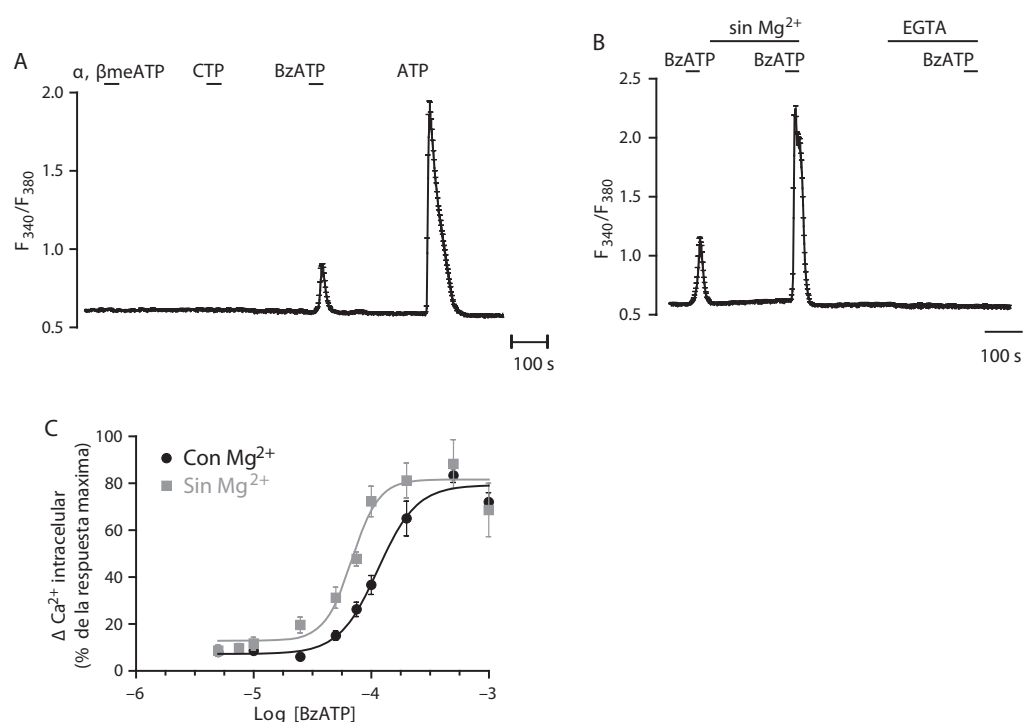 A
α, βmeATP CTP BzATP ATP
2.0
1.5
1.0
0.5
F340/F380
100 s
B
sin Mg2+ EGTA
BzATP BzATP BzATP
2.5
2.0
1.5
1.0
0.5
F340/F380
100 s
C
100
80
60
40
20
0
Δ Ca2+ intracelular
(% de la respuesta maxima)
Con Mg2+
Sin Mg2+
−6 −5 −4 −3
Log [BzATP]